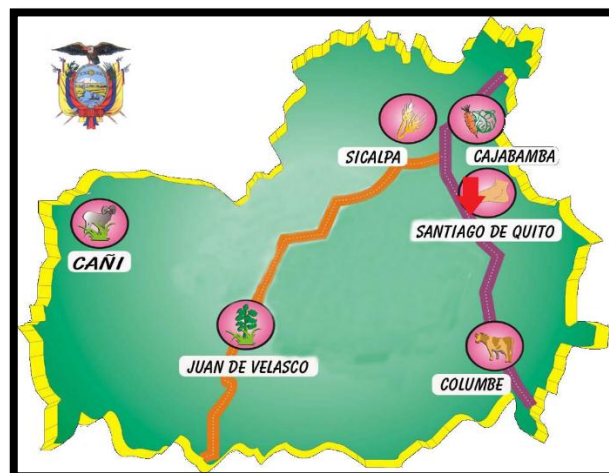 SICALPA
CAJABAMBA
SANTIAGO DE QUITO
CAÑI
JUAN DE VELASCO
COLUMBE